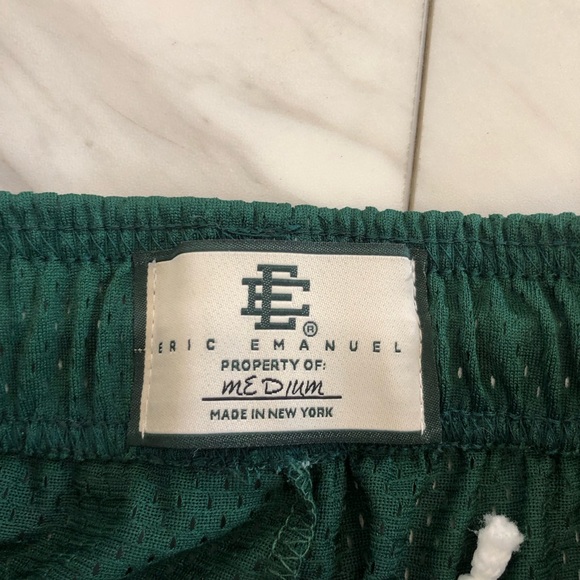 EE®
ERIC EMANUEL
PROPERTY OF:
MEDIUM
MADE IN NEW YORK